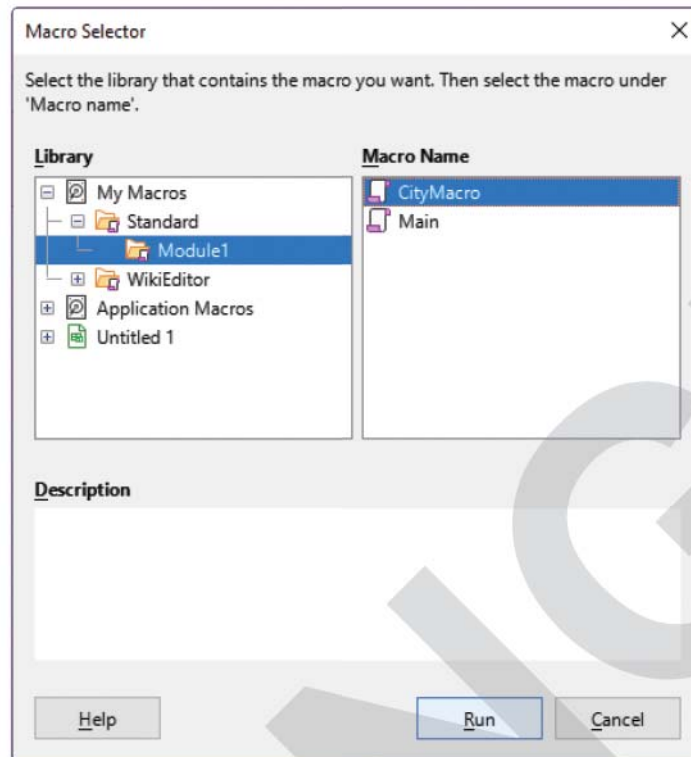 Macro Selector
Select the library that contains the macro you want. Then select the macro under
'Macro name'.
Library
Macro Name
My Macros
Standard
Module1
WikiEditor
Application Macros
Untitled 1
CityMacro
Main
Description
Help
Run
Cancel